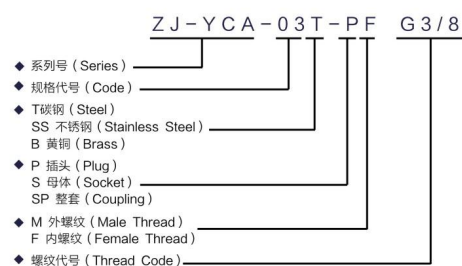 ZJ-YCA-03T-PF G3/8
◆ 系列号 (Series)
◆ 规格代号 (Code)
◆ T碳钢 (Steel)
SS 不锈钢 (Stainless Steel)
B 黄铜 (Brass)
◆ P 插头 (Plug)
S 母体 (Socket)
SP 整套 (Coupling)
◆ M 外螺纹 (Male Thread)
F 内螺纹 (Female Thread)
◆ 螺纹代号 (Thread Code)